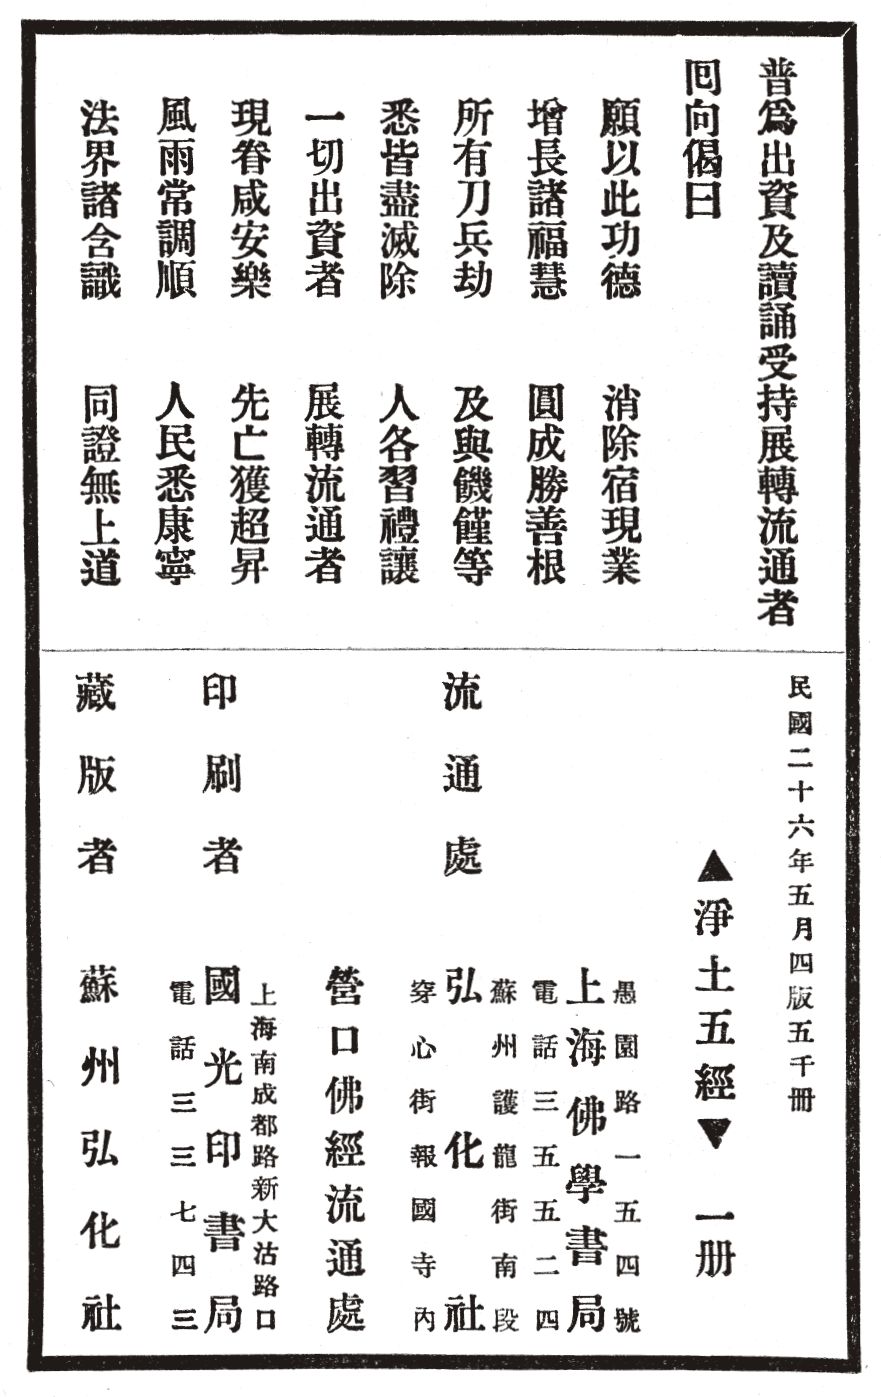 普爲出資及讀誦受持展轉流通者
囘向偈曰
願以此功德　消除宿現業
增長諸福慧　圓成勝善根
所有刀兵劫　及與饑饉等
悉皆盡滅除　人各習禮讓
一切出資者　展轉流通者
現眷咸安樂　先亡獲超昇
風雨常調順　人民悉康寧
法界諸含識　同證無上道
民國二十六年五月四版五千冊
▲淨土五經▼　一册
流通處
愚園路一五四號
上海佛學書局
電話三五五二四
蘇州護龍街南段
弘化社
穿心街報國寺內
營口佛經流通處
印刷者
上海南成都路新大沽路口
國光印書局
電話三三七四三
藏版者　蘇州弘化社